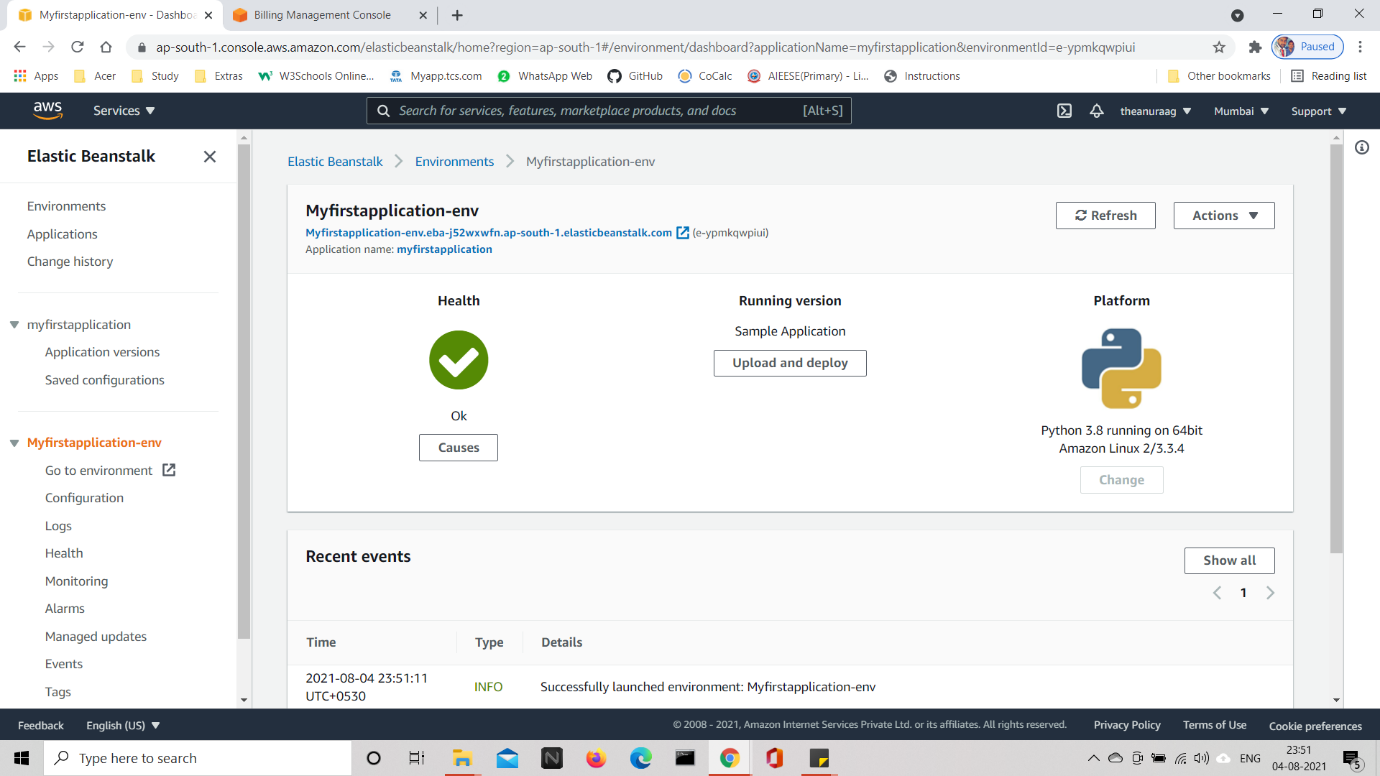 Myfirstapplication-env - Dashbo
Billing Management Console
ap-south-1.console.aws.amazon.com/elasticbeanstalk/home?region=ap-south-1#/environment/dashboard?applicationName=myfirstapplication&environmentId=e-ypmkqwpiui
Paused
Apps
Acer
Study
Extras
W3Schools Online...
Myapp.tcs.com
WhatsApp Web
GitHub
CoCalc
AIEESE(Primary) - Li...
Instructions
Other bookmarks
Reading list
aws
Services
Search for services, features, marketplace products, and docs
[Alt+S]
theanuraag
Mumbai
Support
Elastic Beanstalk
Environments
Applications
Change history
myfirstapplication
Application versions
Saved configurations
Myfirstapplication-env
Go to environment
Configuration
Logs
Health
Monitoring
Alarms
Managed updates
Events
Tags
Elastic Beanstalk
Environments
Myfirstapplication-env
Myfirstapplication-env
Myfirstapplication-env.eba-j52wxwfn.ap-south-1.elasticbeanstalk.com (e-ypmkqwpiui)
Application name: myfirstapplication
Refresh
Actions
Health
Ok
Causes
Running version
Sample Application
Upload and deploy
Platform
Python 3.8 running on 64bit
Amazon Linux 2/3.3.4
Change
Recent events
Show all
1
Time
Type
Details
2021-08-04 23:51:11
UTC+0530
INFO
Successfully launched environment: Myfirstapplication-env
Feedback
English (US)
© 2008 - 2021, Amazon Internet Services Private Ltd. or its affiliates. All rights reserved.
Privacy Policy
Terms of Use
Cookie preferences
Type here to search
ENG
23:51
04-08-2021
5